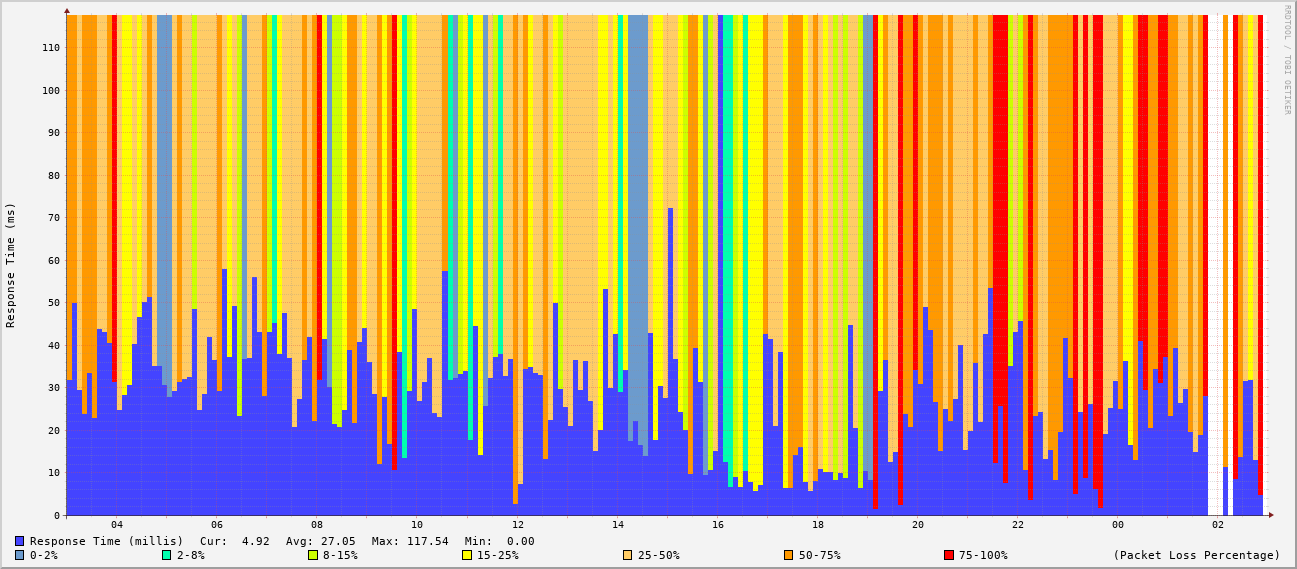 RRDTOOL / TOBI OETIKER
Response Time (ms)
110
100
90
80
70
60
50
40
30
20
10
0
04 06 08 10 12 14 16 18 20 22 00 02
Response Time (millis) Cur: 4.92 Avg: 27.05 Max: 117.54 Min: 0.00
0-2% 2-8% 8-15% 15-25% 25-50% 50-75% 75-100% (Packet Loss Percentage)